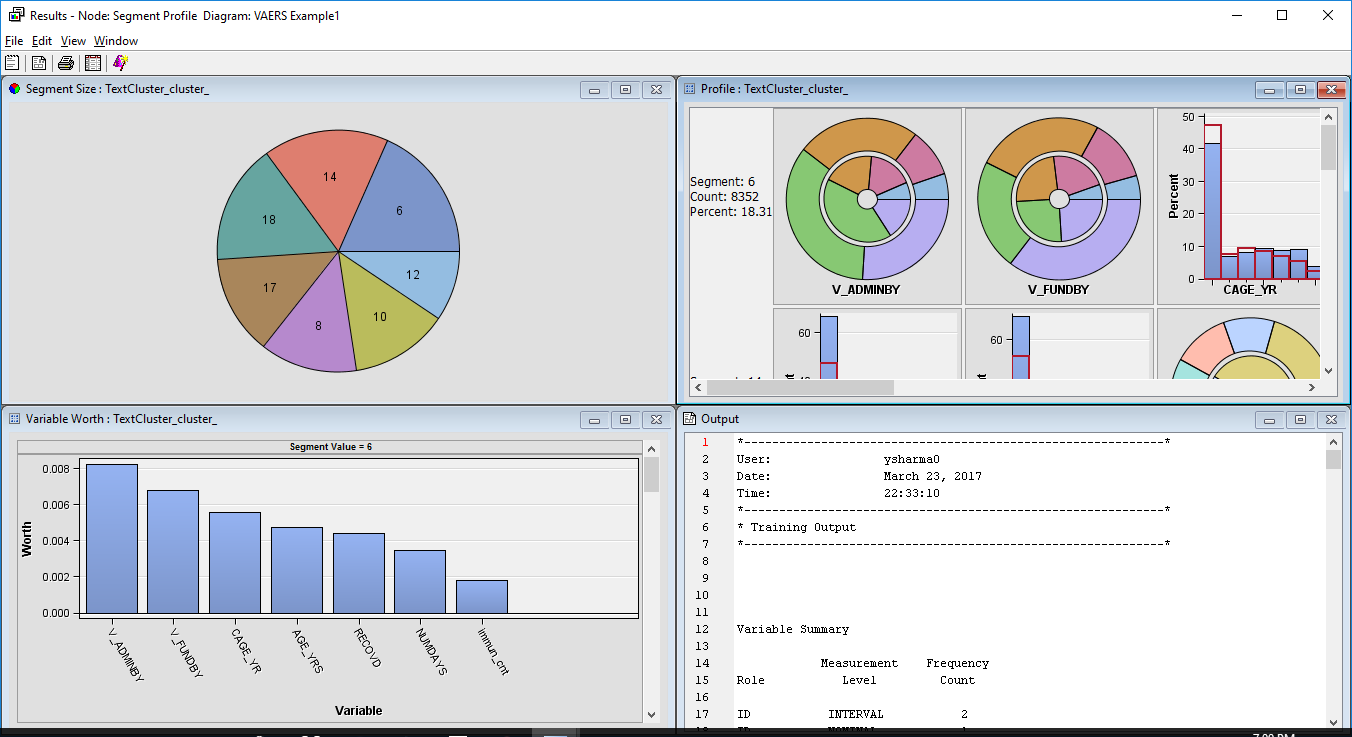 Results - Node: Segment Profile Diagram: VAERS Example1
File Edit View Window
Segment Size : TextCluster_cluster_
14
6
18
12
17
10
8
Profile : TextCluster_cluster_
Segment: 6
Count: 8352
Percent: 18.31
V_ADMINBY
V_FUNDBY
50
40
30
20
10
0
Percent
CAGE_YR
60
60
Variable Worth : TextCluster_cluster_
Segment Value = 6
0.008
0.006
0.004
0.002
0.000
Worth
V_ADMINBY
V_FUNDBY
CAGE_YR
AGE_YRS
RECOVD
NUMDAYS
immun_cnt
Variable
Output
1 *------------------------------------------------------------*
2 User: ysharma0
3 Date: March 23, 2017
4 Time: 22:33:10
5 *------------------------------------------------------------*
6 * Training Output
7 *------------------------------------------------------------*
8
9
10
11
12 Variable Summary
13
14 Measurement Frequency
15 Role Level Count
16
17 ID INTERVAL 2